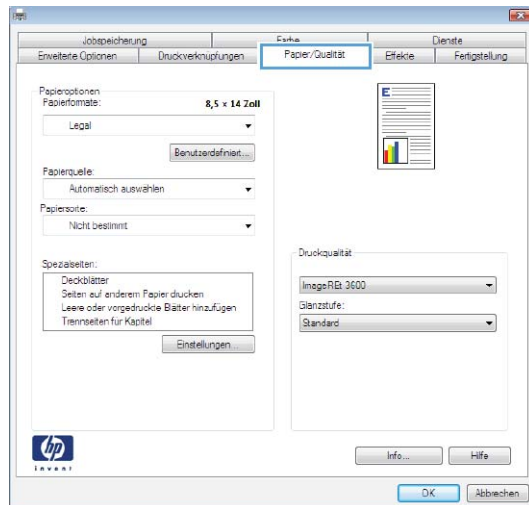 Jobspeicherung Farbe Dienste
Erweiterte Optionen Druckverknüpfungen Papier/Qualität Effekte Fertigstellung
Papieroptionen
Papierformate: 8,5 × 14 Zoll
Legal
Benutzerdefiniert...
Papierquelle:
Automatisch auswählen
Papiersorte:
Nicht bestimmt
Spezialseiten:
Deckblätter
Seiten auf anderem Papier drucken
Leere oder vorgedruckte Blätter hinzufügen
Trennseiten für Kapitel
Einstellungen...
E
Druckqualität
ImageREt 3600
Glanzstufe:
Standard
hp
invent
Info... Hilfe
OK Abbrechen